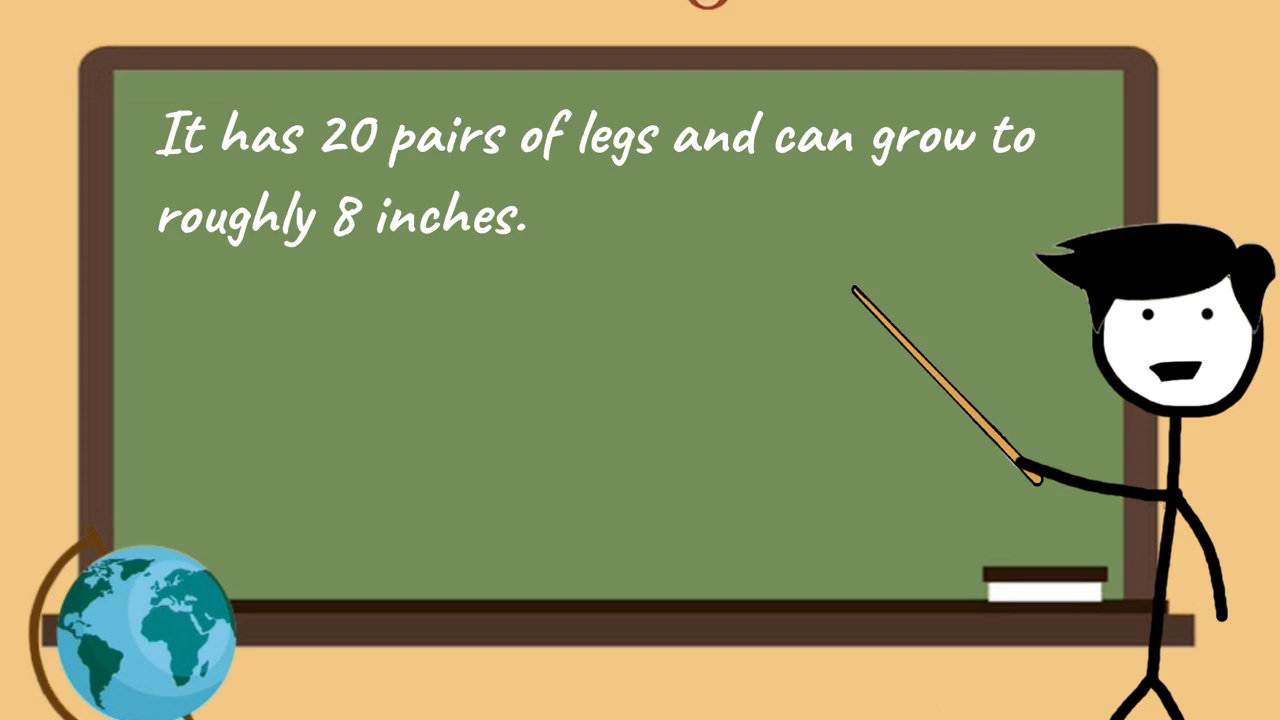 It has 20 pairs of legs and can grow to
roughly 8 inches.